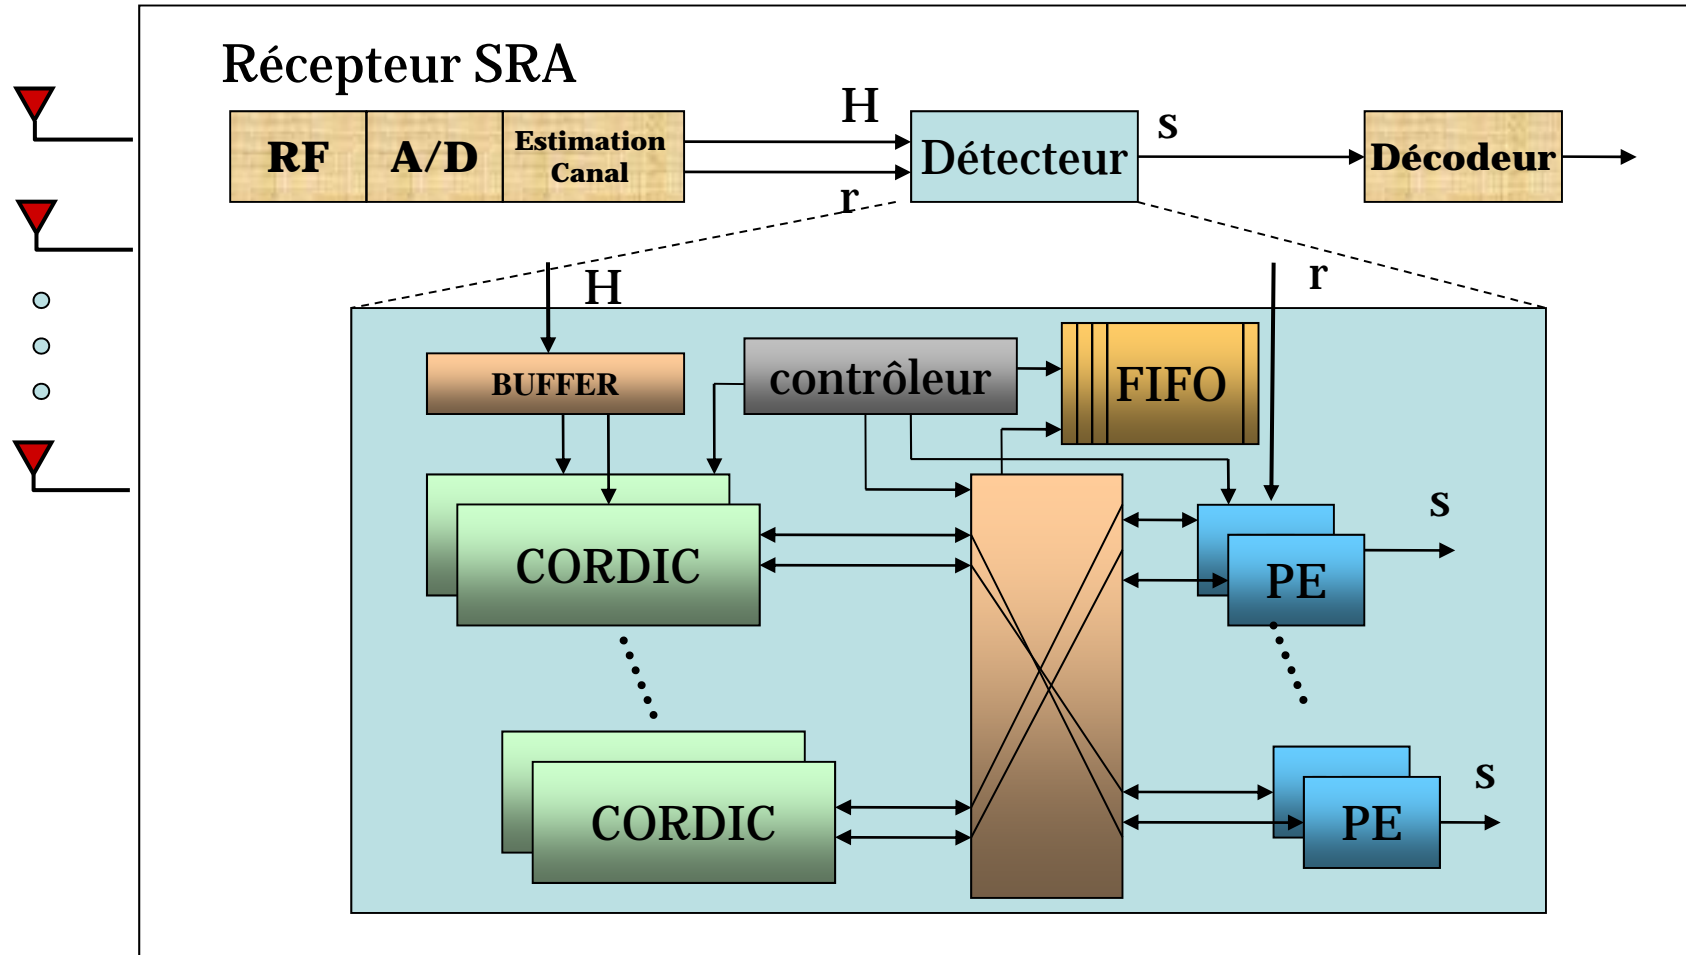 Récepteur SRA
RF
A/D
Estimation
Canal
H
r
Détecteur
s
Décodeur
H
r
BUFFER
contrôleur
FIFO
CORDIC
PE
s
CORDIC
PE
s